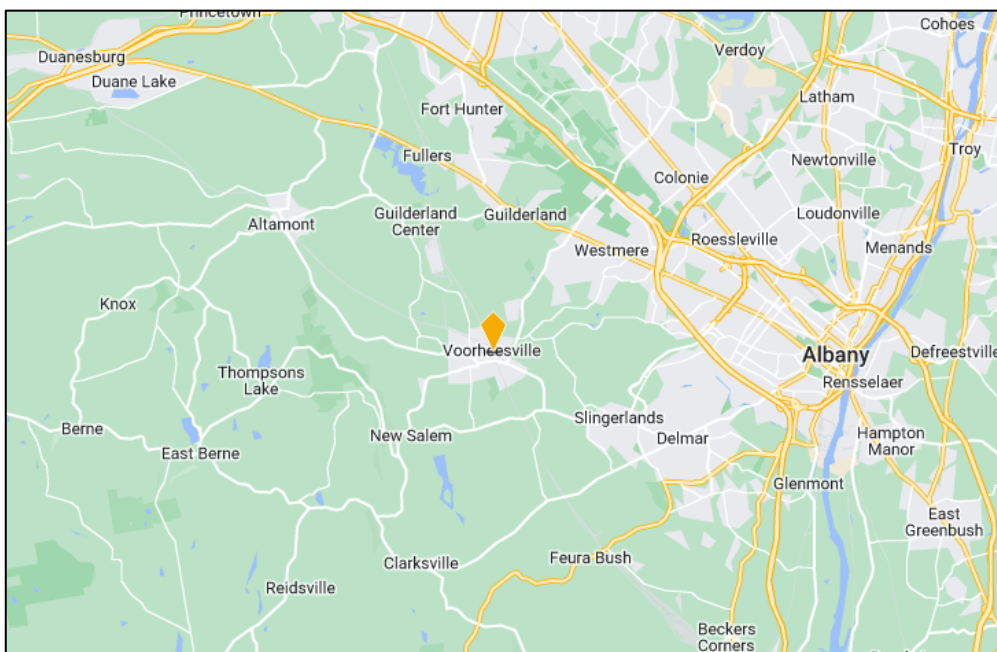 Princetown
Cohoes
Duanesburg
Verdoy
Duane Lake
Latham
Fort Hunter
Troy
Fullers
Newtonville
Colonie
Guilderland
Center
Guilderland
Loudonville
Altamont
Westmere
Roessleville
Menands
Knox
Voorheesville
Albany
Defreestville
Thompsons
Lake
Rensselaer
Slingerlands
Berne
New Salem
Delmar
Hampton
Manor
East Berne
Glenmont
East
Greenbush
Clarksville
Feura Bush
Reidsville
Beckers
Corners